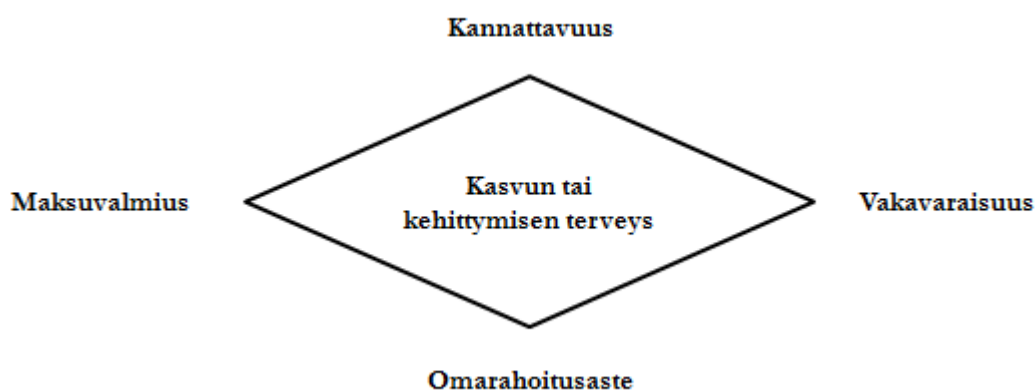 Kannattavuus
Maksuvalmius
Kasvun tai
kehittymisen terveys
Vakavaraisuus
Omarahoitusaste